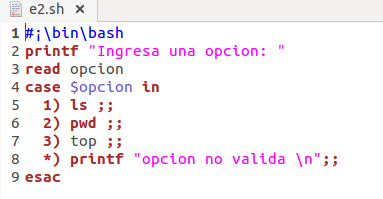 e2.sh ×
1 #¡\bin\bash
2 printf "Ingresa una opcion: "
3 read opcion
4 case $opcion in
5   1) ls ;;
6   2) pwd ;;
7   3) top ;;
8   *) printf "opcion no valida \n";;
9 esac